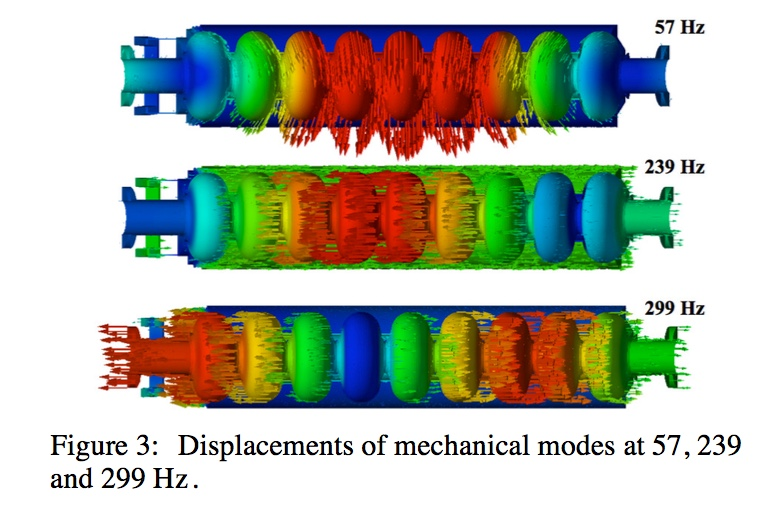 57 Hz
239 Hz
299 Hz
Figure 3: Displacements of mechanical modes at 57, 239
and 299 Hz.